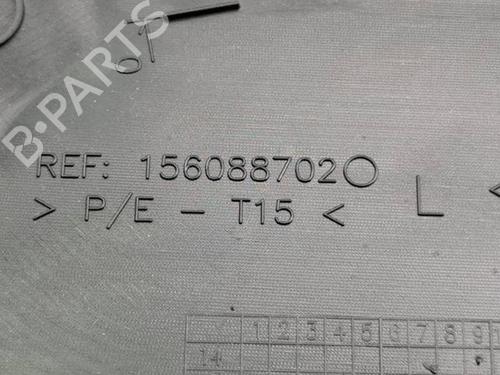 B-PARTS
REF: 156088702
> P/E - T15 < L <
1 2 3 4 5 6 7 8 9
14